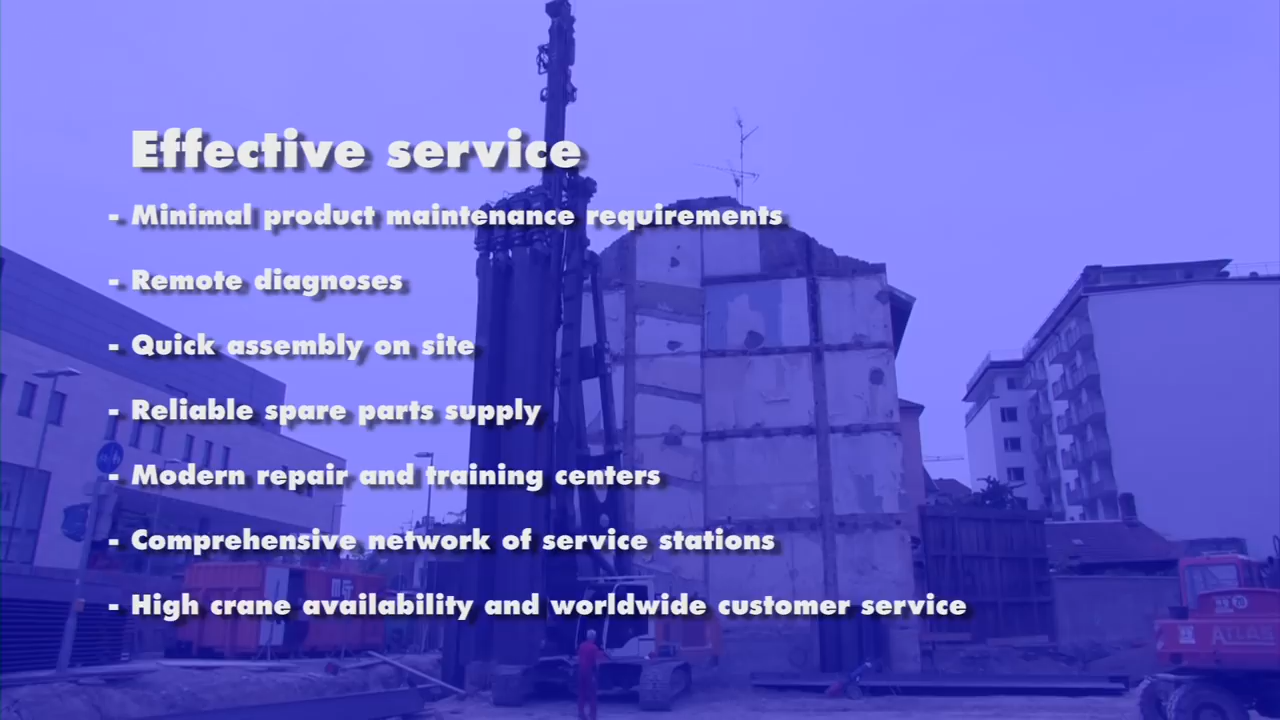 Effective service
- Minimal product maintenance requirements
- Remote diagnoses
- Quick assembly on site
- Reliable spare parts supply
- Modern repair and training centers
- Comprehensive network of service stations
- High crane availability and worldwide customer service
ATLAS